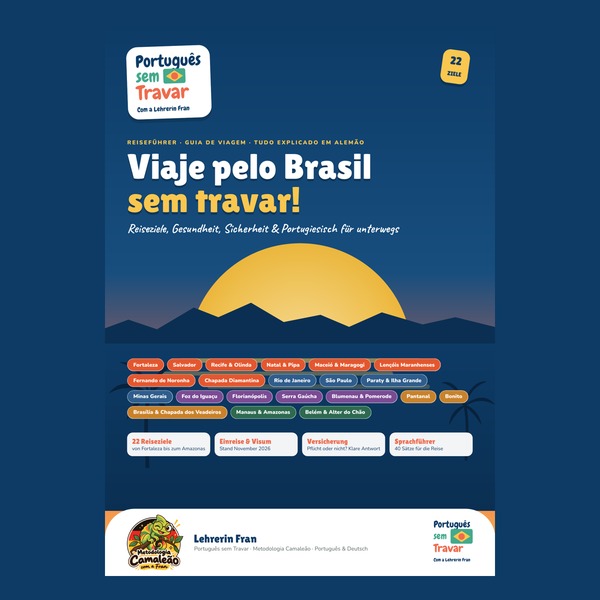 Português
sem
Travar
Com a Lehrerin Fran
22
ZIELE
REISEFÜHRER · GUIA DE VIAGEM · TUDO EXPLICADO EM ALEMÃO
Viaje pelo Brasil
sem travar!
Reiseziele, Gesundheit, Sicherheit & Portugiesisch für unterwegs
Fortaleza
Salvador
Recife & Olinda
Natal & Pipa
Maceió & Maragogi
Lençóis Maranhenses
Fernando de Noronha
Chapada Diamantina
Rio de Janeiro
São Paulo
Paraty & Ilha Grande
Minas Gerais
Foz do Iguaçu
Florianópolis
Serra Gaúcha
Blumenau & Pomerode
Pantanal
Bonito
Brasília & Chapada dos Veadeiros
Manaus & Amazonas
Belém & Alter do Chão
22 Reiseziele
von Fortaleza bis zum Amazonas
Einreise & Visum
Stand November 2026
Versicherung
Pflicht oder nicht? Klare Antwort
Sprachführer
40 Sätze für die Reise
Metodologia
Camaleão
com a Fran
Lehrerin Fran
Português sem Travar · Metodologia Camaleão · Português & Deutsch
Português
sem
Travar
Com a Lehrerin Fran